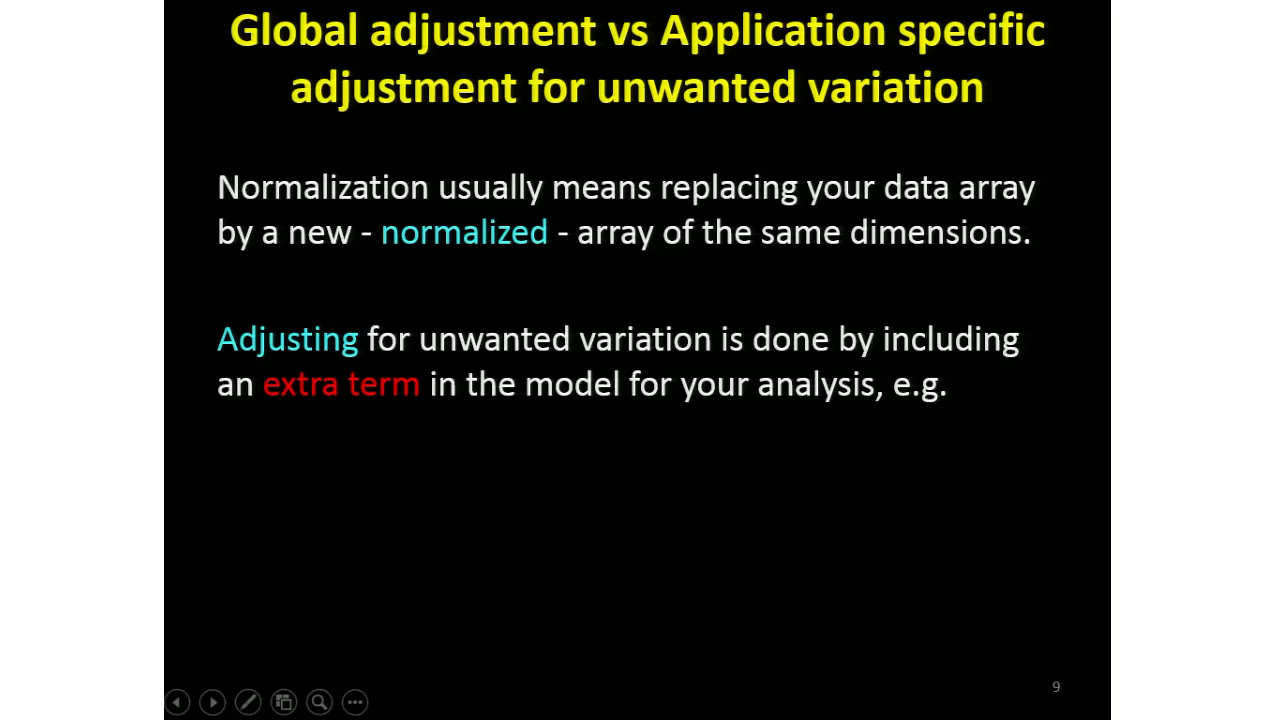 Global adjustment vs Application specific
adjustment for unwanted variation
Normalization usually means replacing your data array
by a new - normalized - array of the same dimensions.
Adjusting for unwanted variation is done by including
an extra term in the model for your analysis, e.g.
9